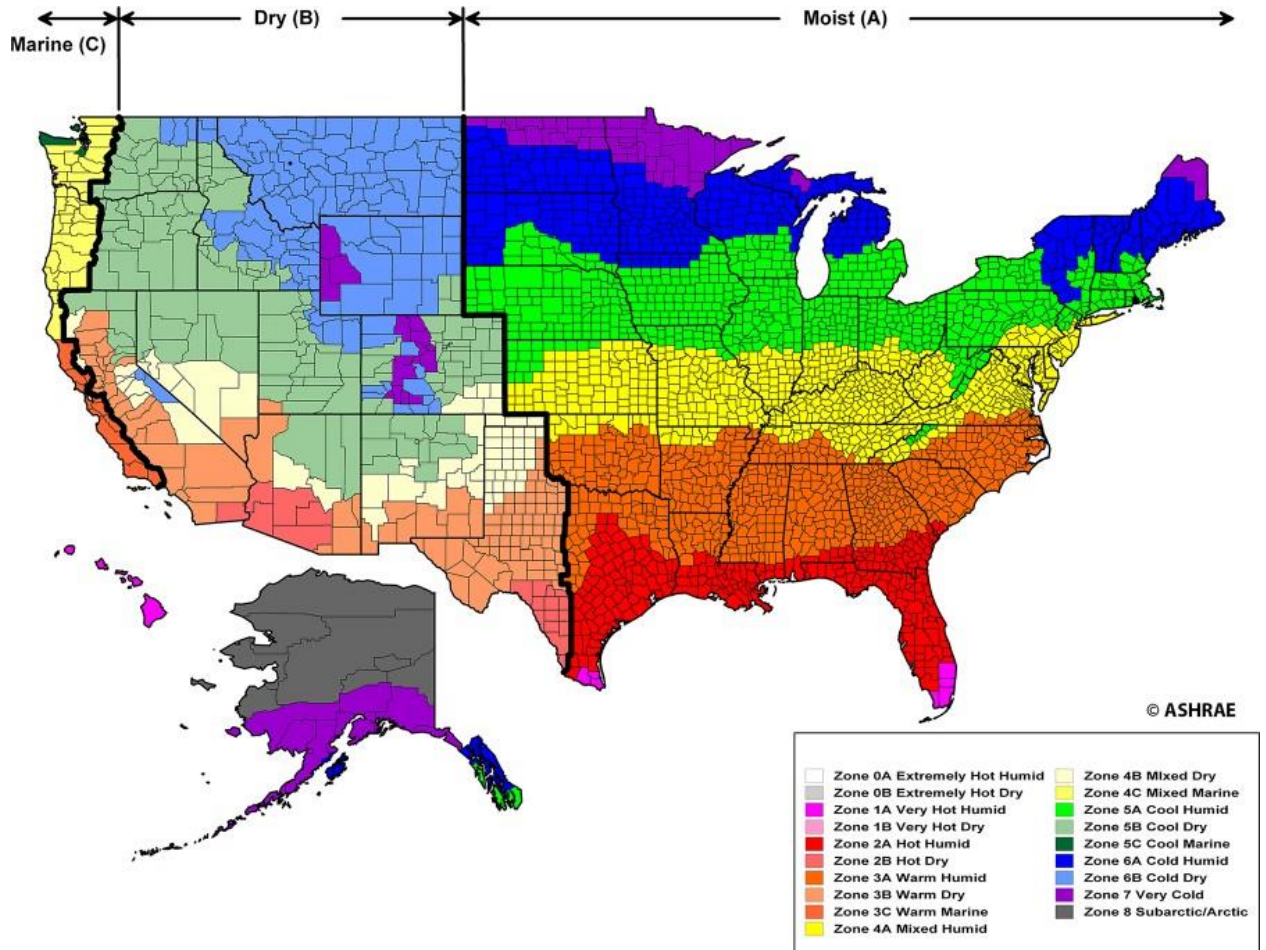 Dry (B)
Moist (A)
Marine (C)
© ASHRAE
Zone 0A Extremely Hot Humid
Zone 0B Extremely Hot Dry
Zone 1A Very Hot Humid
Zone 1B Very Hot Dry
Zone 2A Hot Humid
Zone 2B Hot Dry
Zone 3A Warm Humid
Zone 3B Warm Dry
Zone 3C Warm Marine
Zone 4A Mixed Humid
Zone 4B MIxed Dry
Zone 4C Mixed Marine
Zone 5A Cool Humid
Zone 5B Cool Dry
Zone 5C Cool Marine
Zone 6A Cold Humid
Zone 6B Cold Dry
Zone 7 Very Cold
Zone 8 Subarctic/Arctic